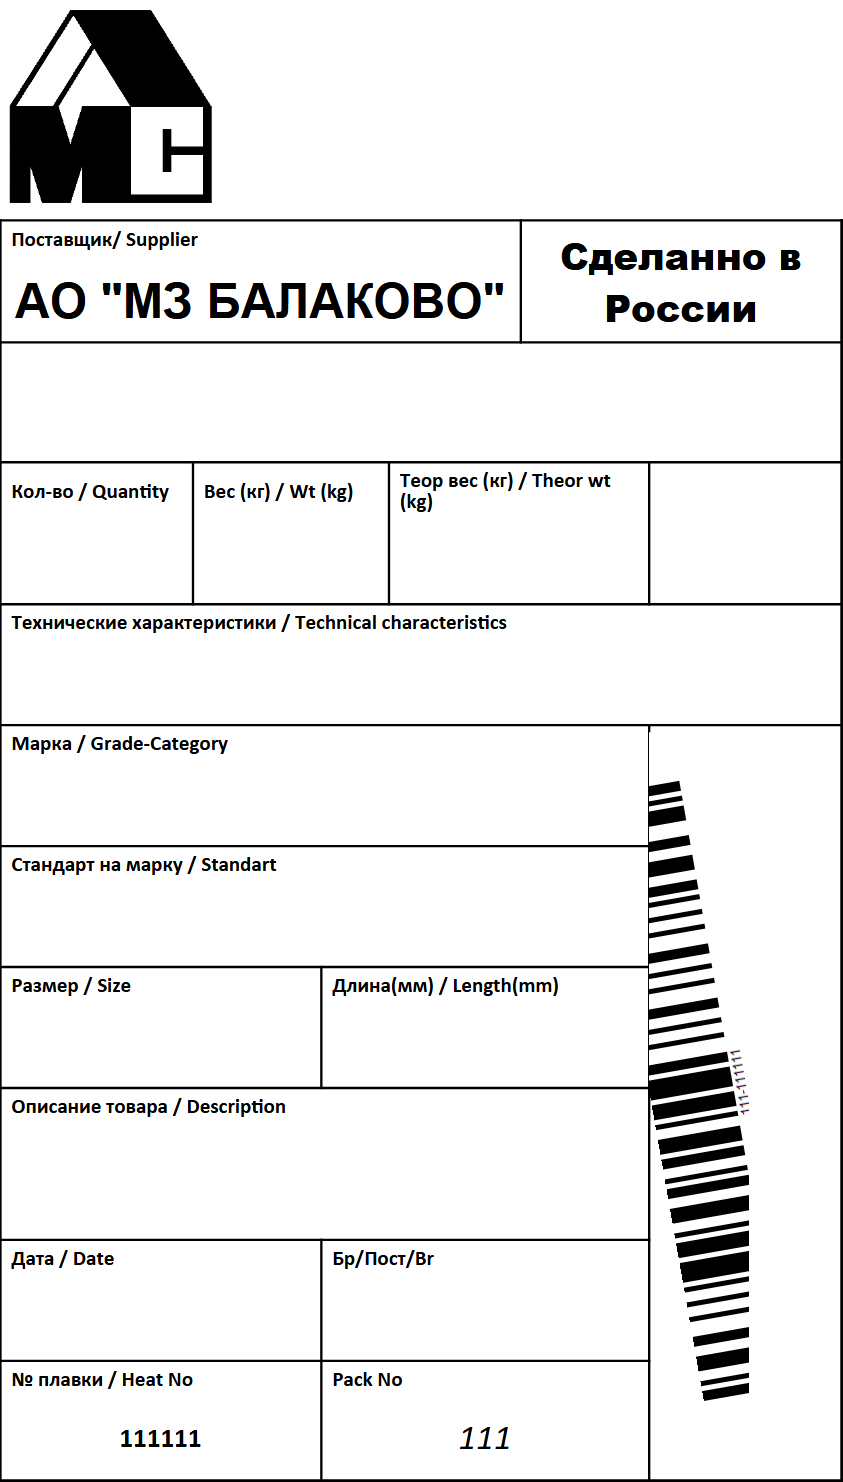 МС
Поставщик/ Supplier
АО "МЗ БАЛАКОВО"
Сделанно в
России
Кол-во / Quantity
Вес (кг) / Wt (kg)
Теор вес (кг) / Theor wt
(kg)
Технические характеристики / Technical characteristics
Марка / Grade-Category
Стандарт на марку / Standart
Размер / Size
Длина(мм) / Length(mm)
Описание товара / Description
Дата / Date
Бр/Пост/Br
№ плавки / Heat No
111111
Pack No
111